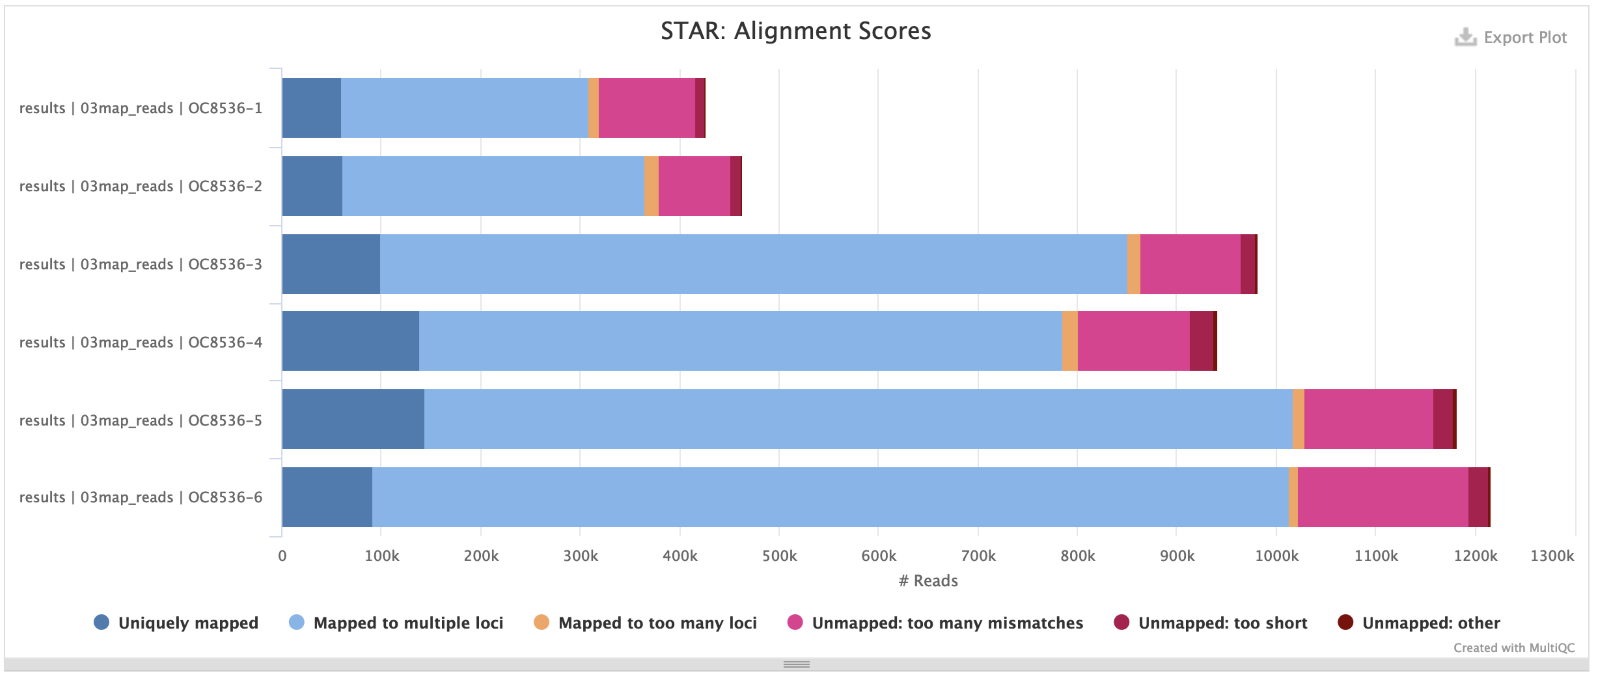 STAR: Alignment Scores
Export Plot
results | 03map_reads | OC8536-1
results | 03map_reads | OC8536-2
results | 03map_reads | OC8536-3
results | 03map_reads | OC8536-4
results | 03map_reads | OC8536-5
results | 03map_reads | OC8536-6
0 100k 200k 300k 400k 500k 600k 700k 800k 900k 1000k 1100k 1200k 1300k
# Reads
Uniquely mapped Mapped to multiple loci Mapped to too many loci Unmapped: too many mismatches Unmapped: too short Unmapped: other
Created with MultiQC